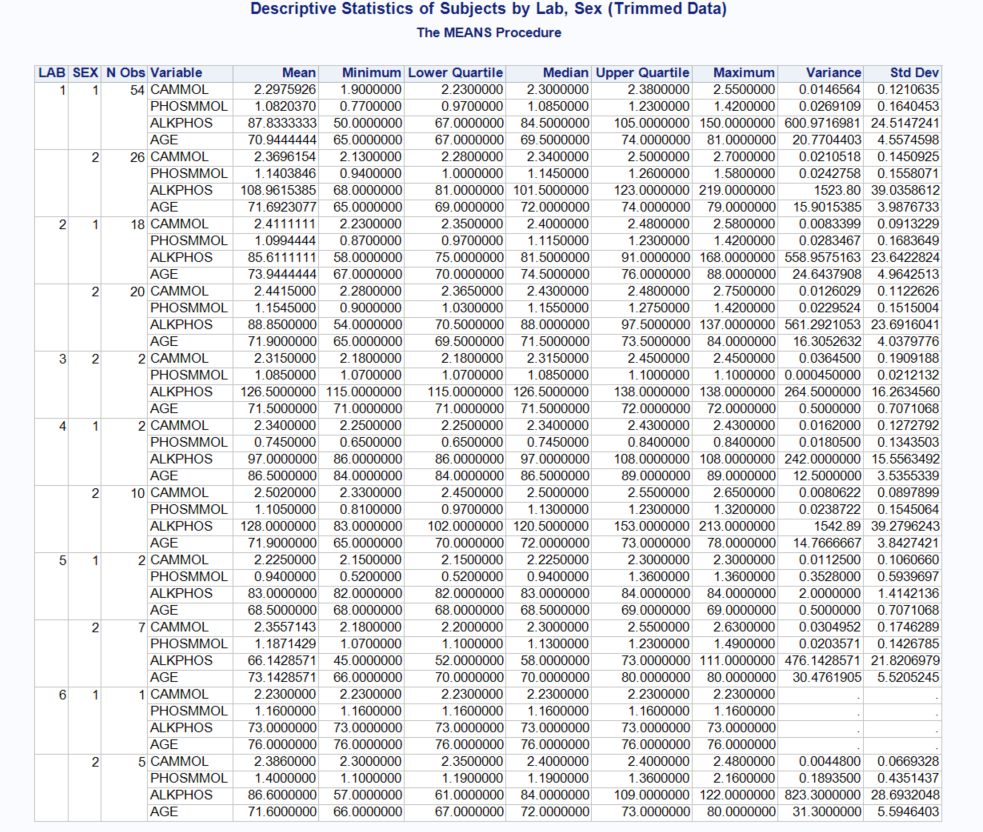 Descriptive Statistics of Subjects by Lab, Sex (Trimmed Data)
The MEANS Procedure
LAB SEX N Obs Variable Mean Minimum Lower Quartile Median Upper Quartile Maximum Variance Std Dev
1 1 54 CAMMOL 2.2975926 1.9000000 2.2300000 2.3000000 2.3800000 2.5500000 0.0146564 0.1210635
PHOSMMOL 1.0820370 0.7700000 0.9700000 1.0850000 1.2300000 1.4200000 0.0269109 0.1640453
ALKPHOS 87.8333333 50.0000000 67.0000000 84.5000000 105.0000000 150.0000000 600.9716981 24.5147241
AGE 70.9444444 65.0000000 67.0000000 69.5000000 74.0000000 81.0000000 20.7704403 4.5574598
2 26 CAMMOL 2.3696154 2.1300000 2.2800000 2.3400000 2.5000000 2.7000000 0.0210518 0.1450925
PHOSMMOL 1.1403846 0.9400000 1.0000000 1.1450000 1.2600000 1.5800000 0.0242758 0.1558071
ALKPHOS 108.9615385 68.0000000 81.0000000 101.5000000 123.0000000 219.0000000 1523.80 39.0358612
AGE 71.6923077 65.0000000 69.0000000 72.0000000 74.0000000 79.0000000 15.9015385 3.9876733
2 1 18 CAMMOL 2.4111111 2.2300000 2.3500000 2.4000000 2.4800000 2.5800000 0.0083399 0.0913229
PHOSMMOL 1.0994444 0.8700000 0.9700000 1.1150000 1.2300000 1.4200000 0.0283467 0.1683649
ALKPHOS 85.6111111 58.0000000 75.0000000 81.5000000 91.0000000 168.0000000 558.9575163 23.6422824
AGE 73.9444444 67.0000000 70.0000000 74.5000000 76.0000000 88.0000000 24.6437908 4.9642513
2 20 CAMMOL 2.4415000 2.2800000 2.3650000 2.4300000 2.4800000 2.7500000 0.0126029 0.1122626
PHOSMMOL 1.1545000 0.9000000 1.0300000 1.1550000 1.2750000 1.4200000 0.0229524 0.1515004
ALKPHOS 88.8500000 54.0000000 70.5000000 88.0000000 97.5000000 137.0000000 561.2921053 23.6916041
AGE 71.9000000 65.0000000 69.5000000 71.5000000 73.5000000 84.0000000 16.3052632 4.0379776
3 2 2 CAMMOL 2.3150000 2.1800000 2.1800000 2.3150000 2.4500000 2.4500000 0.0364500 0.1909188
PHOSMMOL 1.0850000 1.0700000 1.0700000 1.0850000 1.1000000 1.1000000 0.000450000 0.0212132
ALKPHOS 126.5000000 115.0000000 115.0000000 126.5000000 138.0000000 138.0000000 264.5000000 16.2634560
AGE 71.5000000 71.0000000 71.0000000 71.5000000 72.0000000 72.0000000 0.5000000 0.7071068
4 1 2 CAMMOL 2.3400000 2.2500000 2.2500000 2.3400000 2.4300000 2.4300000 0.0162000 0.1272792
PHOSMMOL 0.7450000 0.6500000 0.6500000 0.7450000 0.8400000 0.8400000 0.0180500 0.1343503
ALKPHOS 97.0000000 86.0000000 86.0000000 97.0000000 108.0000000 108.0000000 242.0000000 15.5563492
AGE 86.5000000 84.0000000 84.0000000 86.5000000 89.0000000 89.0000000 12.5000000 3.5355339
2 10 CAMMOL 2.5020000 2.3300000 2.4500000 2.5000000 2.5500000 2.6500000 0.0080622 0.0897899
PHOSMMOL 1.1050000 0.8100000 0.9700000 1.1300000 1.2300000 1.3200000 0.0238722 0.1545064
ALKPHOS 128.0000000 83.0000000 102.0000000 120.5000000 153.0000000 213.0000000 1542.89 39.2796243
AGE 71.9000000 65.0000000 70.0000000 72.0000000 73.0000000 78.0000000 14.7666667 3.8427421
5 1 2 CAMMOL 2.2250000 2.1500000 2.1500000 2.2250000 2.3000000 2.3000000 0.0112500 0.1060660
PHOSMMOL 0.9400000 0.5200000 0.5200000 0.9400000 1.3600000 1.3600000 0.3528000 0.5939697
ALKPHOS 83.0000000 82.0000000 82.0000000 83.0000000 84.0000000 84.0000000 2.0000000 1.4142136
AGE 68.5000000 68.0000000 68.0000000 68.5000000 69.0000000 69.0000000 0.5000000 0.7071068
2 7 CAMMOL 2.3557143 2.1800000 2.2000000 2.3000000 2.5500000 2.6300000 0.0304952 0.1746289
PHOSMMOL 1.1871429 1.0700000 1.1000000 1.1300000 1.2300000 1.4900000 0.0203571 0.1426785
ALKPHOS 66.1428571 45.0000000 52.0000000 58.0000000 73.0000000 111.0000000 476.1428571 21.8206979
AGE 73.1428571 66.0000000 70.0000000 70.0000000 80.0000000 80.0000000 30.4761905 5.5205245
6 1 1 CAMMOL 2.2300000 2.2300000 2.2300000 2.2300000 2.2300000 2.2300000 . .
PHOSMMOL 1.1600000 1.1600000 1.1600000 1.1600000 1.1600000 1.1600000 . .
ALKPHOS 73.0000000 73.0000000 73.0000000 73.0000000 73.0000000 73.0000000 . .
AGE 76.0000000 76.0000000 76.0000000 76.0000000 76.0000000 76.0000000 . .
2 5 CAMMOL 2.3860000 2.3000000 2.3500000 2.4000000 2.4000000 2.4800000 0.0044800 0.0669328
PHOSMMOL 1.4000000 1.1000000 1.1900000 1.1900000 1.3600000 2.1600000 0.1893500 0.4351437
ALKPHOS 86.6000000 57.0000000 61.0000000 84.0000000 109.0000000 122.0000000 823.3000000 28.6932048
AGE 71.6000000 66.0000000 67.0000000 72.0000000 73.0000000 80.0000000 31.3000000 5.5946403